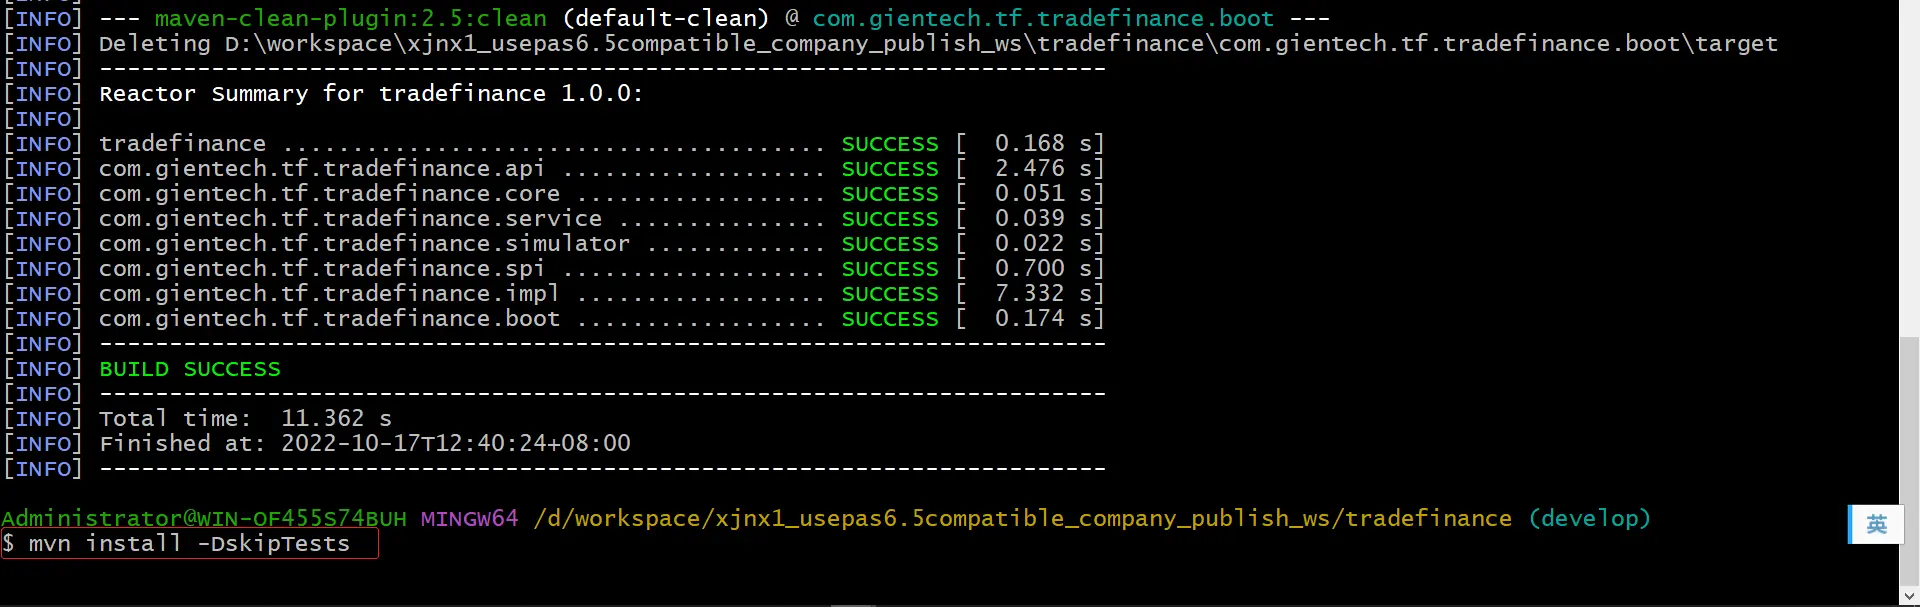 [INFO] --- maven-clean-plugin:2.5:clean (default-clean) @ com.gientech.tf.tradefinance.boot ---
[INFO] Deleting D:\workspace\xjnx1_usepas6.5compatible_company_publish_ws\tradefinance\com.gientech.tf.tradefinance.boot\target
[INFO] ------------------------------------------------------------------------
[INFO] Reactor Summary for tradefinance 1.0.0:
[INFO]
[INFO] tradefinance ....................................... SUCCESS [  0.168 s]
[INFO] com.gientech.tf.tradefinance.api ................... SUCCESS [  2.476 s]
[INFO] com.gientech.tf.tradefinance.core .................. SUCCESS [  0.051 s]
[INFO] com.gientech.tf.tradefinance.service ............... SUCCESS [  0.039 s]
[INFO] com.gientech.tf.tradefinance.simulator ............. SUCCESS [  0.022 s]
[INFO] com.gientech.tf.tradefinance.spi ................... SUCCESS [  0.700 s]
[INFO] com.gientech.tf.tradefinance.impl .................. SUCCESS [  7.332 s]
[INFO] com.gientech.tf.tradefinance.boot .................. SUCCESS [  0.174 s]
[INFO] ------------------------------------------------------------------------
[INFO] BUILD SUCCESS
[INFO] ------------------------------------------------------------------------
[INFO] Total time:  11.362 s
[INFO] Finished at: 2022-10-17T12:40:24+08:00
[INFO] ------------------------------------------------------------------------
Administrator@WIN-OF455S74BUH MINGW64 /d/workspace/xjnx1_usepas6.5compatible_company_publish_ws/tradefinance (develop)
$ mvn install -DskipTests
英